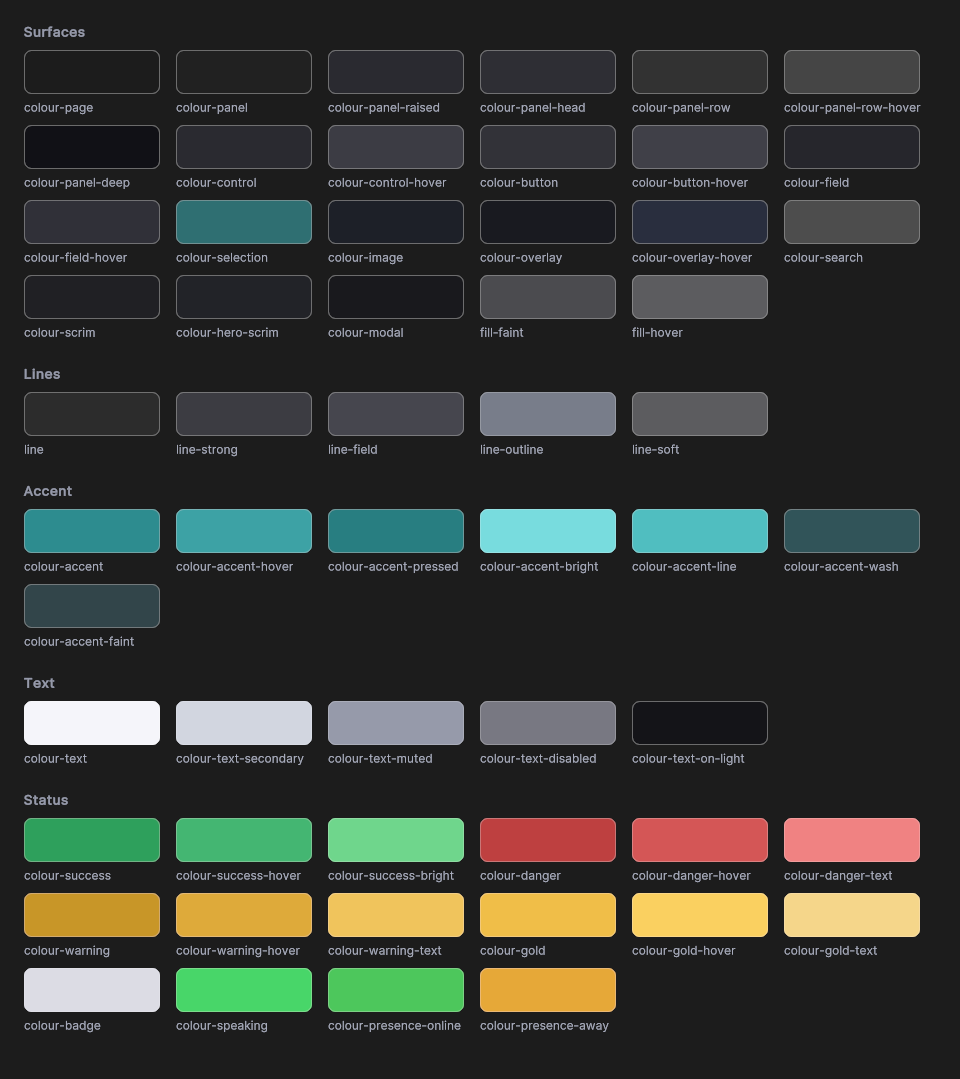 Surfaces
colour-page colour-panel colour-panel-raised colour-panel-head colour-panel-row colour-panel-row-hover
colour-panel-deep colour-control colour-control-hover colour-button colour-button-hover colour-field
colour-field-hover colour-selection colour-image colour-overlay colour-overlay-hover colour-search
colour-scrim colour-hero-scrim colour-modal fill-faint fill-hover
Lines
line line-strong line-field line-outline line-soft
Accent
colour-accent colour-accent-hover colour-accent-pressed colour-accent-bright colour-accent-line colour-accent-wash
colour-accent-faint
Text
colour-text colour-text-secondary colour-text-muted colour-text-disabled colour-text-on-light
Status
colour-success colour-success-hover colour-success-bright colour-danger colour-danger-hover colour-danger-text
colour-warning colour-warning-hover colour-warning-text colour-gold colour-gold-hover colour-gold-text
colour-badge colour-speaking colour-presence-online colour-presence-away